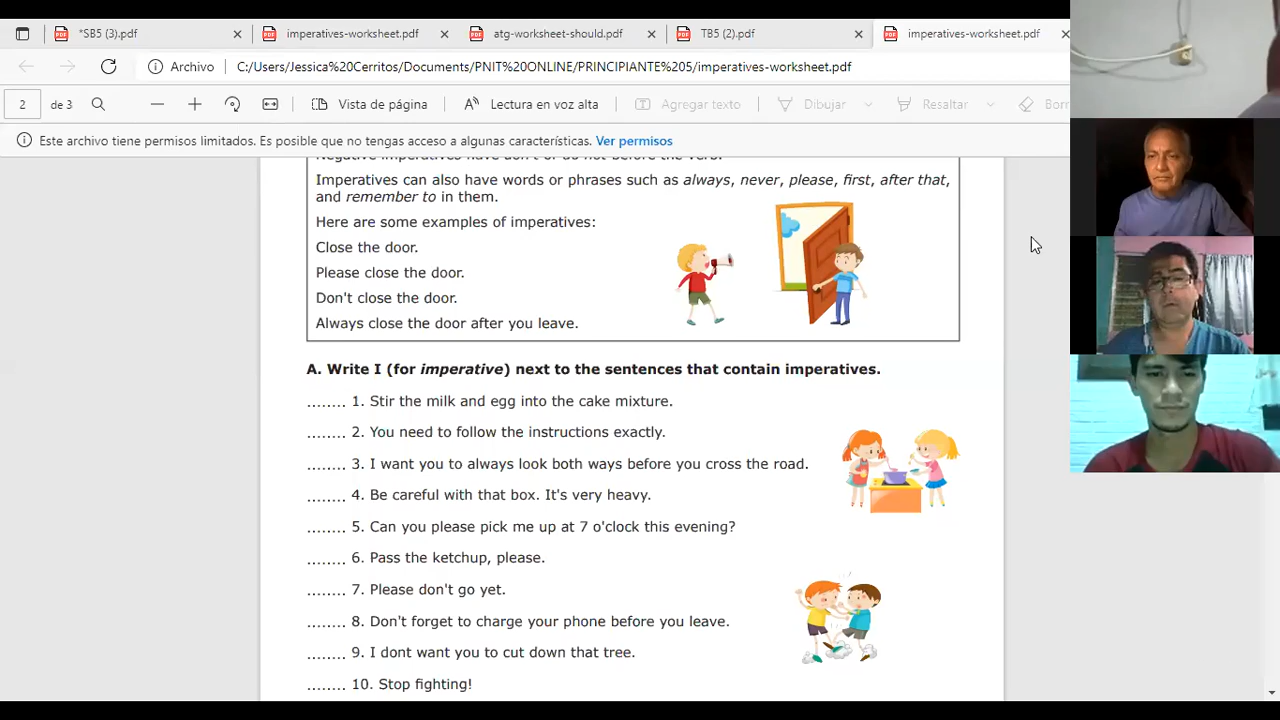 *SB5 (3).pdf
imperatives-worksheet.pdf
atg-worksheet-should.pdf
TB5 (2).pdf
imperatives-worksheet.pdf
Archivo
C:/Users/Jessica%20Cerritos/Documents/PNIT%20ONLINE/PRINCIPIANTE%205/imperatives-worksheet.pdf
2 de 3
Vista de página
Lectura en voz alta
Agregar texto
Dibujar
Resaltar
Este archivo tiene permisos limitados. Es posible que no tengas acceso a algunas características. Ver permisos
Negative imperatives have don't or do not before the verb.
Imperatives can also have words or phrases such as always, never, please, first, after that,
and remember to in them.
Here are some examples of imperatives:
Close the door.
Please close the door.
Don't close the door.
Always close the door after you leave.
A. Write I (for imperative) next to the sentences that contain imperatives.
........ 1. Stir the milk and egg into the cake mixture.
........ 2. You need to follow the instructions exactly.
........ 3. I want you to always look both ways before you cross the road.
........ 4. Be careful with that box. It's very heavy.
........ 5. Can you please pick me up at 7 o'clock this evening?
........ 6. Pass the ketchup, please.
........ 7. Please don't go yet.
........ 8. Don't forget to charge your phone before you leave.
........ 9. I dont want you to cut down that tree.
........ 10. Stop fighting!